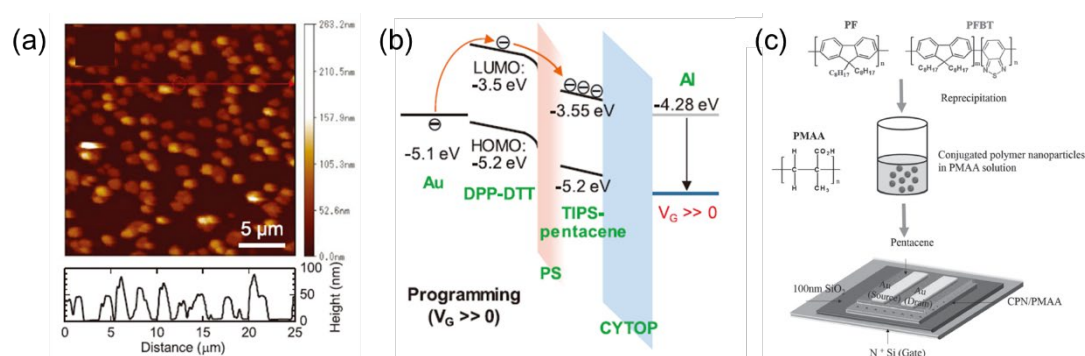 (a)
263.2nm
210.5nm
157.9nm
105.3nm
52.6nm
0.0nm
5 µm
100
50
0
Height (nm)
0 5 10 15 20 25
Distance (µm)
(b)
LUMO:
-3.5 eV
-3.55 eV
Al
-4.28 eV
-5.1 eV
Au
HOMO:
-5.2 eV
DPP-DTT
-5.2 eV
TIPS-
pentacene
V_G >> 0
PS
Programming
(V_G >> 0)
CYTOP
(c)
PF
PFBT
C₈H₁₇ C₈H₁₇
C₈H₁₇ C₈H₁₇
n
n
N N
S
Reprecipitation
PMAA
H CO₂H
C C
H CH₃
n
Conjugated polymer nanoparticles
in PMAA solution
Pentacene
100nm SiO₂
Au
(Source)
Au
(Drain)
CPN/PMAA
N⁺ Si (Gate)